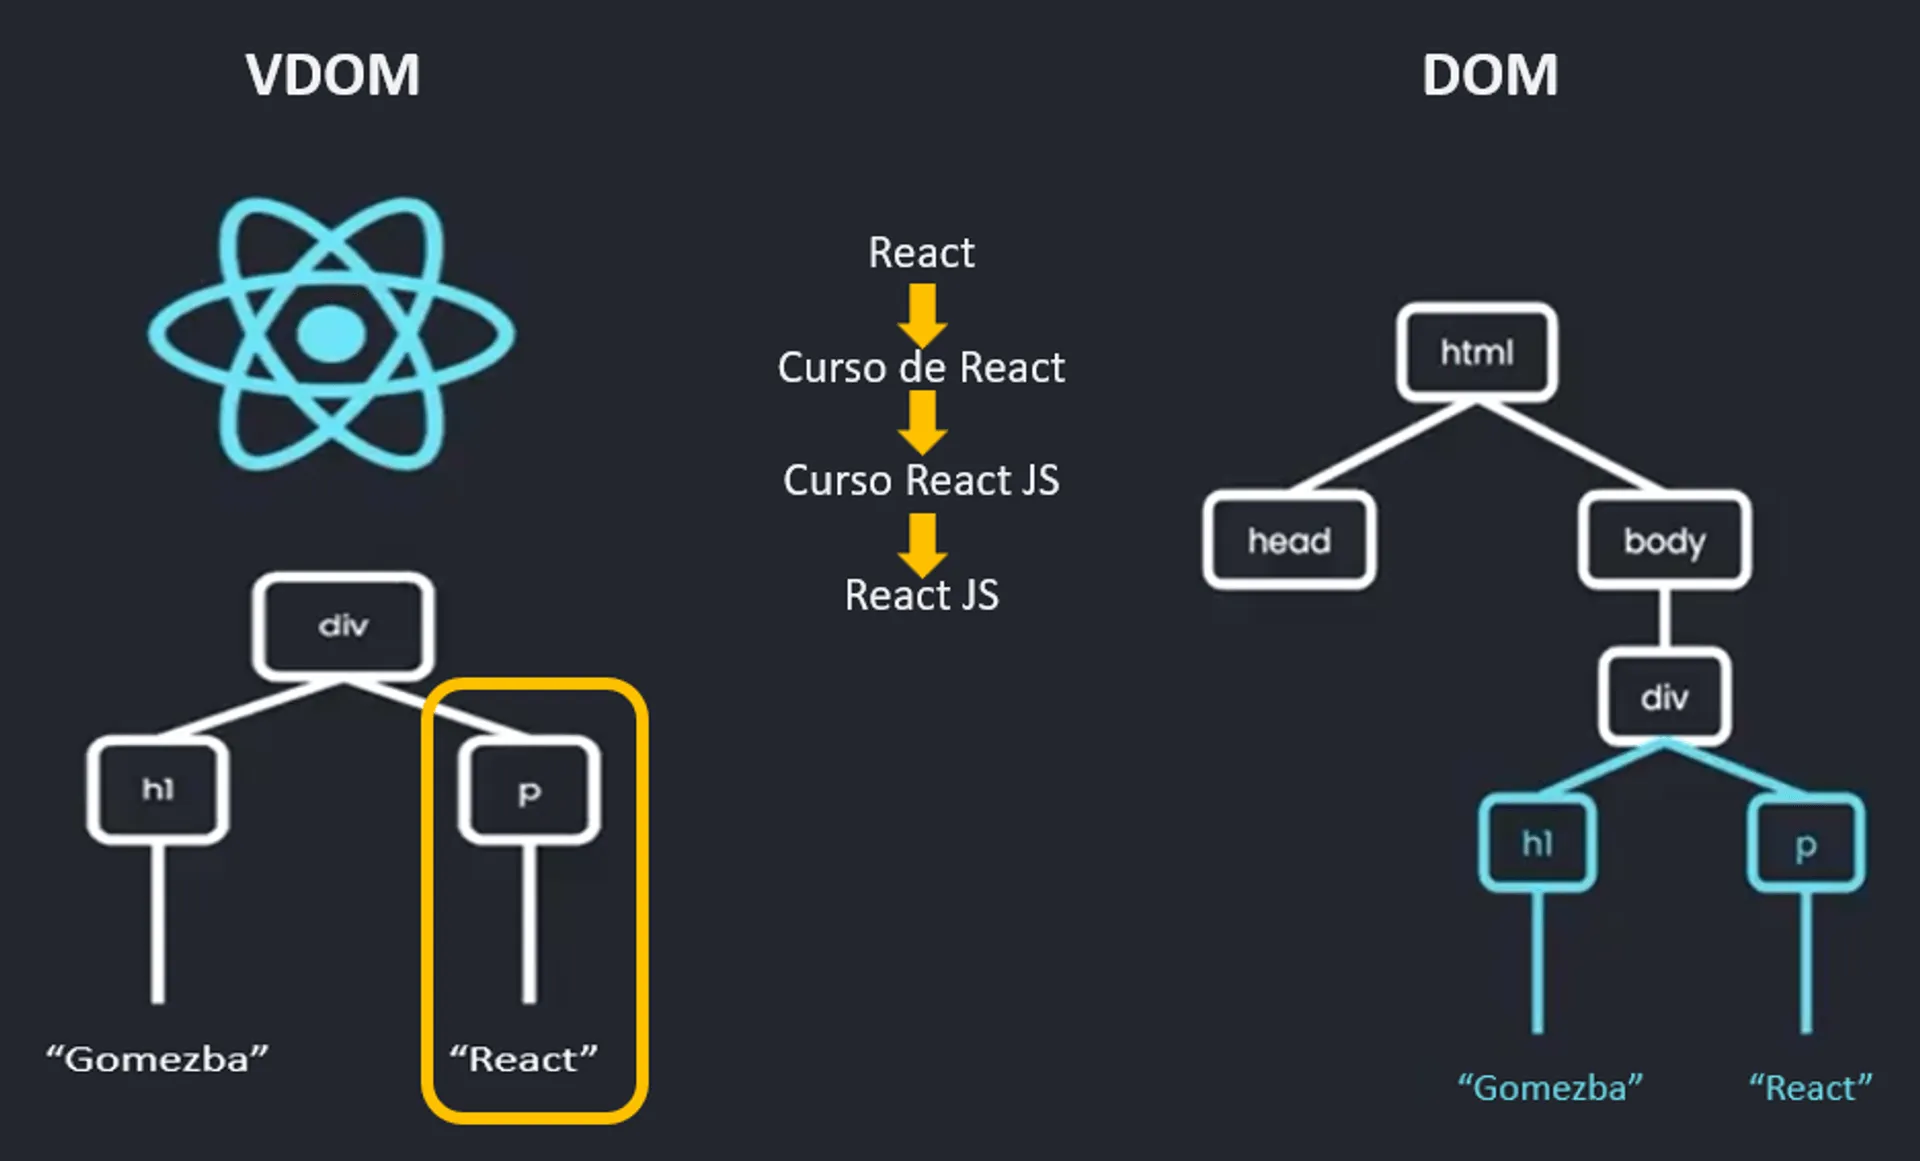 VDOM
DOM
React
Curso de React
Curso React JS
React JS
div
h1
p
“Gomezba”
“React”
html
head
body
div
h1
p
“Gomezba”
“React”